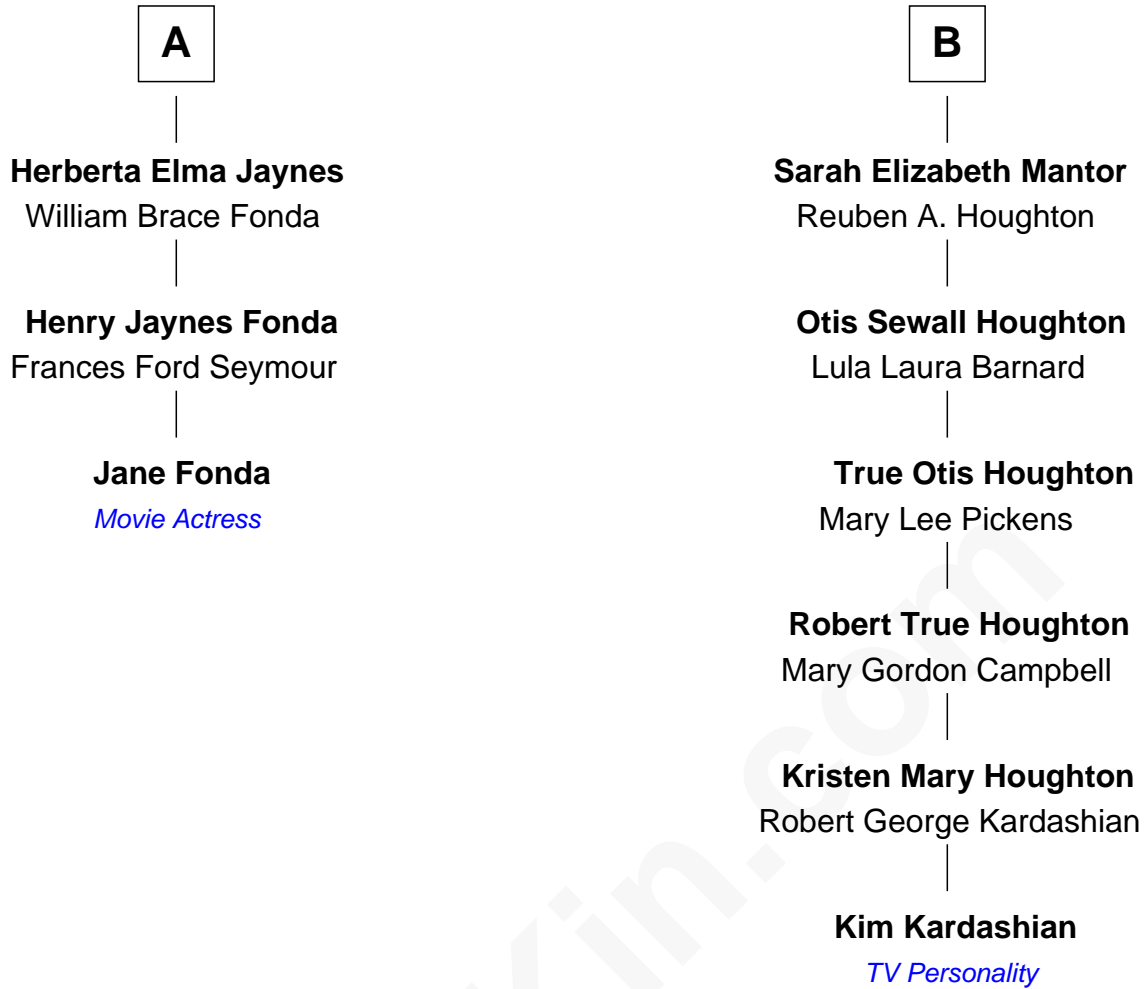 A
Herberta Elma Jaynes
William Brace Fonda
Henry Jaynes Fonda
Frances Ford Seymour
Jane Fonda
Movie Actress
B
Sarah Elizabeth Mantor
Reuben A. Houghton
Otis Sewall Houghton
Lula Laura Barnard
True Otis Houghton
Mary Lee Pickens
Robert True Houghton
Mary Gordon Campbell
Kristen Mary Houghton
Robert George Kardashian
Kim Kardashian
TV Personality
Kin.com